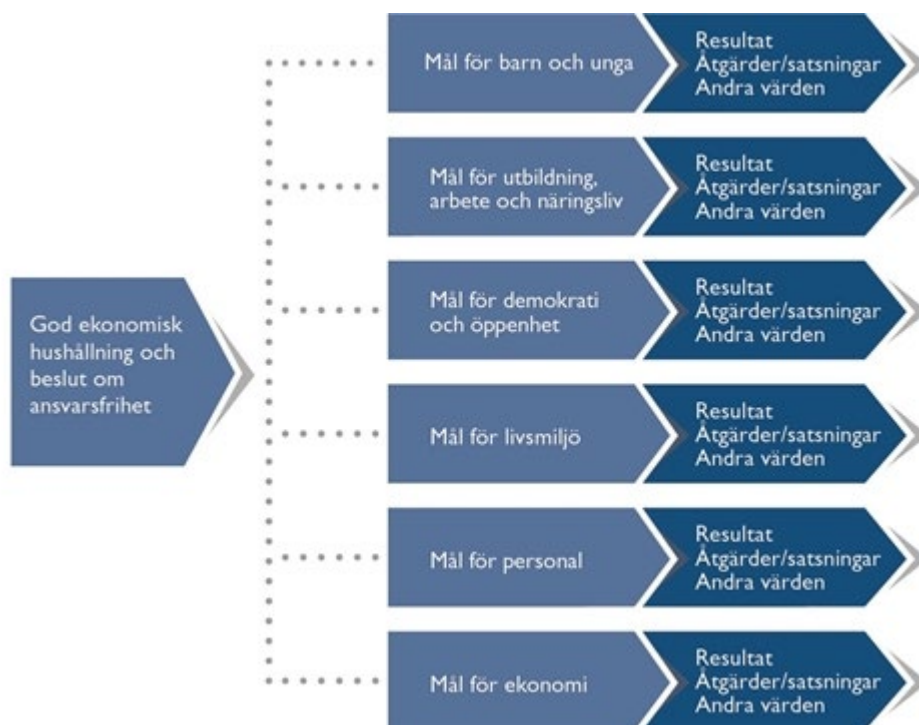 God ekonomisk
hushållning och
beslut om
ansvarsfrihet
Mål för barn och unga
Resultat
Åtgärder/satsningar
Andra värden
Mål för utbildning,
arbete och näringsliv
Resultat
Åtgärder/satsningar
Andra värden
Mål för demokrati
och öppenhet
Resultat
Åtgärder/satsningar
Andra värden
Mål för livsmiljö
Resultat
Åtgärder/satsningar
Andra värden
Mål för personal
Resultat
Åtgärder/satsningar
Andra värden
Mål för ekonomi
Resultat
Åtgärder/satsningar
Andra värden